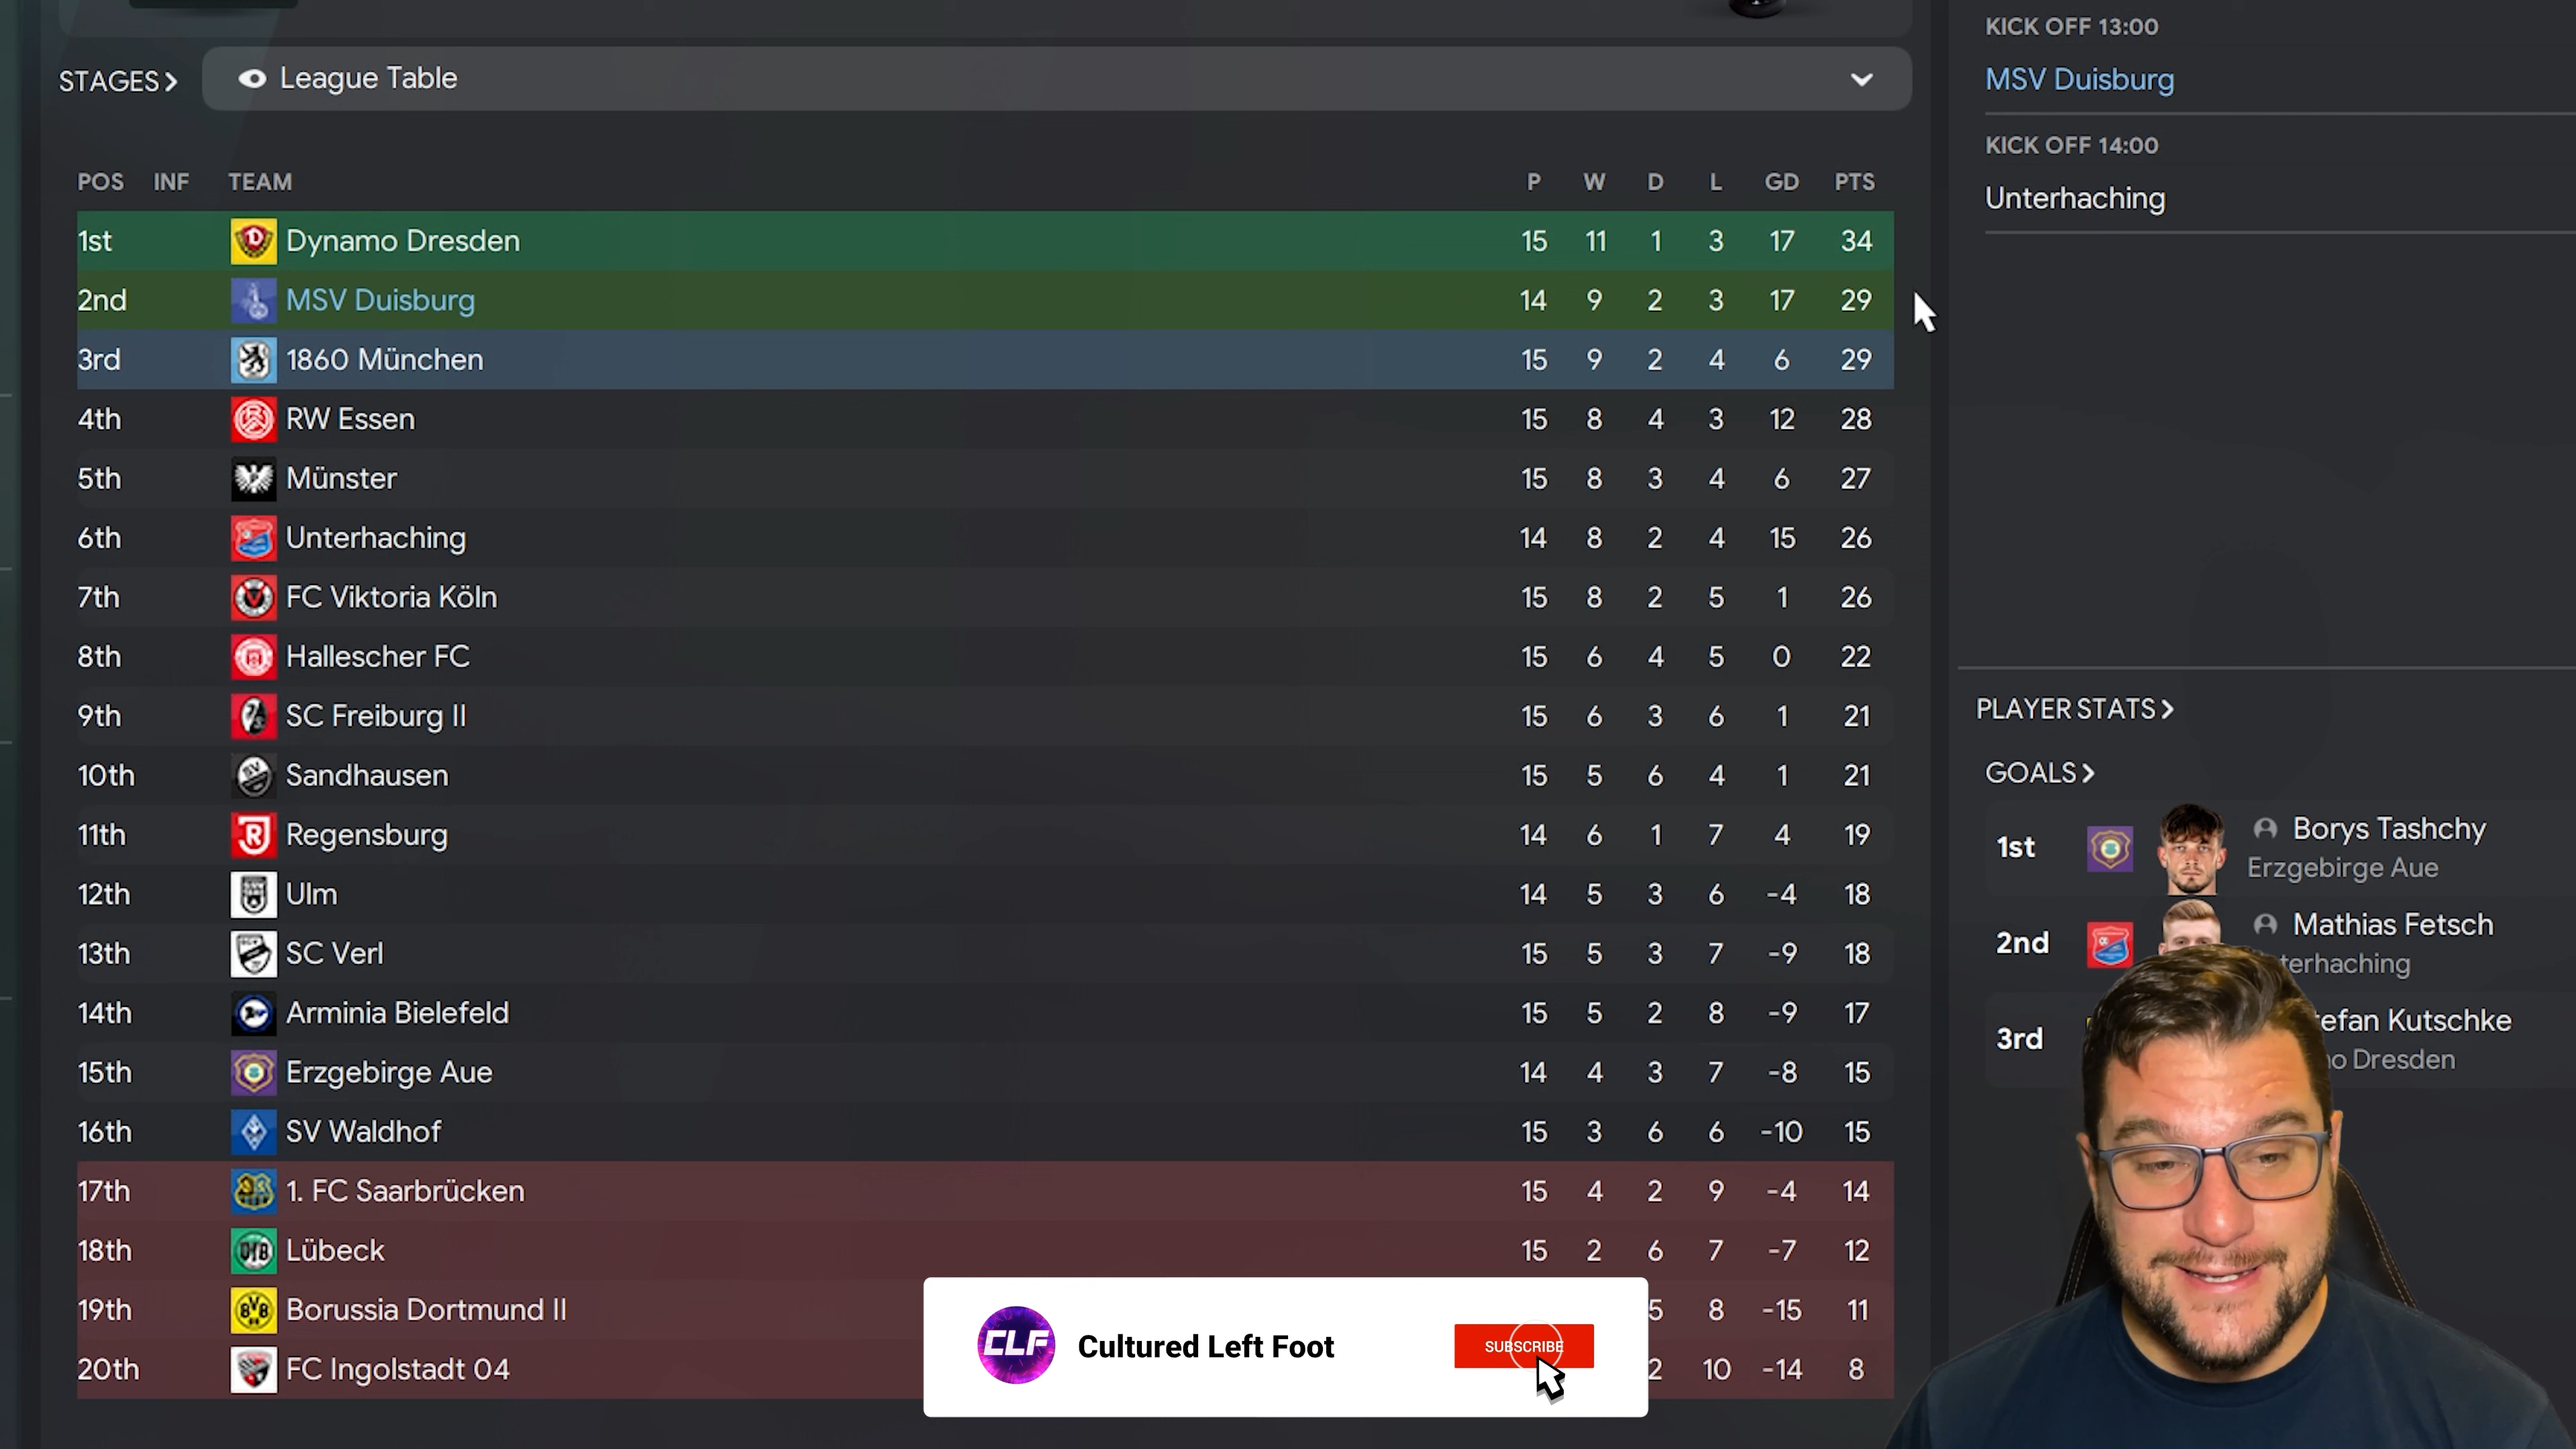 STAGES
League Table
POS INF TEAM P W D L GD PTS
1st Dynamo Dresden 15 11 1 3 17 34
2nd MSV Duisburg 14 9 2 3 17 29
3rd 1860 München 15 9 2 4 6 29
4th RW Essen 15 8 4 3 12 28
5th Münster 15 8 3 4 6 27
6th Unterhaching 14 8 2 4 15 26
7th FC Viktoria Köln 15 8 2 5 1 26
8th Hallescher FC 15 6 4 5 0 22
9th SC Freiburg II 15 6 3 6 1 21
10th Sandhausen 15 5 6 4 1 21
11th Regensburg 14 6 1 7 4 19
12th Ulm 14 5 3 6 -4 18
13th SC Verl 15 5 3 7 -9 18
14th Arminia Bielefeld 15 5 2 8 -9 17
15th Erzgebirge Aue 14 4 3 7 -8 15
16th SV Waldhof 15 3 6 6 -10 15
17th 1. FC Saarbrücken 15 4 2 9 -4 14
18th Lübeck 15 2 6 7 -7 12
19th Borussia Dortmund II 5 8 -15 11
20th FC Ingolstadt 04 2 10 -14 8
CLF Cultured Left Foot SUBSCRIBE
KICK OFF 13:00
MSV Duisburg
KICK OFF 14:00
Unterhaching
PLAYER STATS
GOALS
1st Borys Tashchy
Erzgebirge Aue
2nd Mathias Fetsch
terhaching
3rd efan Kutschke
o Dresden